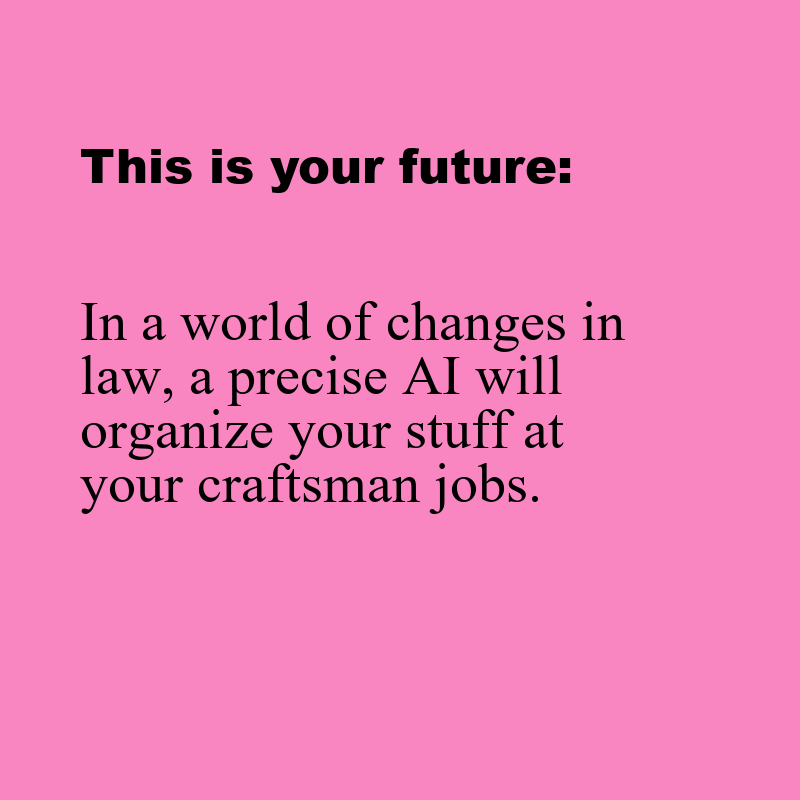 This is your future:
In a world of changes in
law, a precise AI will
organize your stuff at
your craftsman jobs.